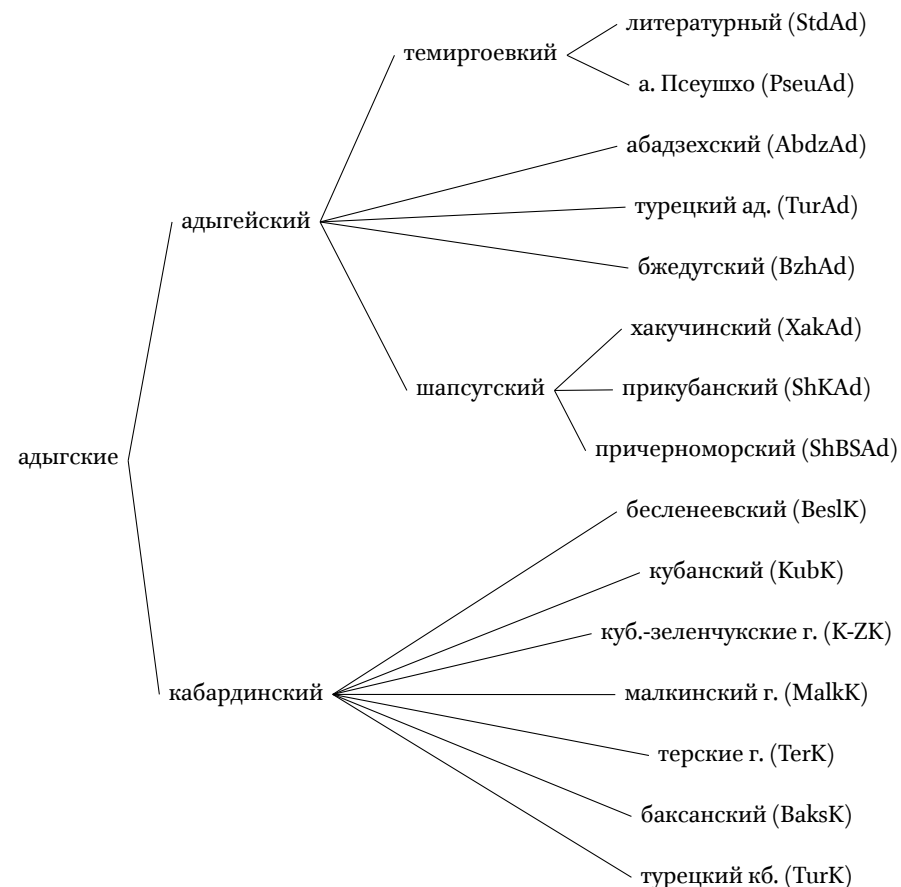 литературный (StdAd)
темиргоевкий
а. Псеушхо (PseuAd)
абадзехский (AbdzAd)
турецкий ад. (TurAd)
адыгейский
бжедугский (BzhAd)
хакучинский (XakAd)
шапсугский
прикубанский (ShKAd)
причерноморский (ShBSAd)
адыгские
бесленеевский (BeslK)
кубанский (KubK)
куб.-зеленчукские г. (K-ZK)
кабардинский
малкинский г. (MalkK)
терские г. (TerK)
баксанский (BaksK)
турецкий кб. (TurK)